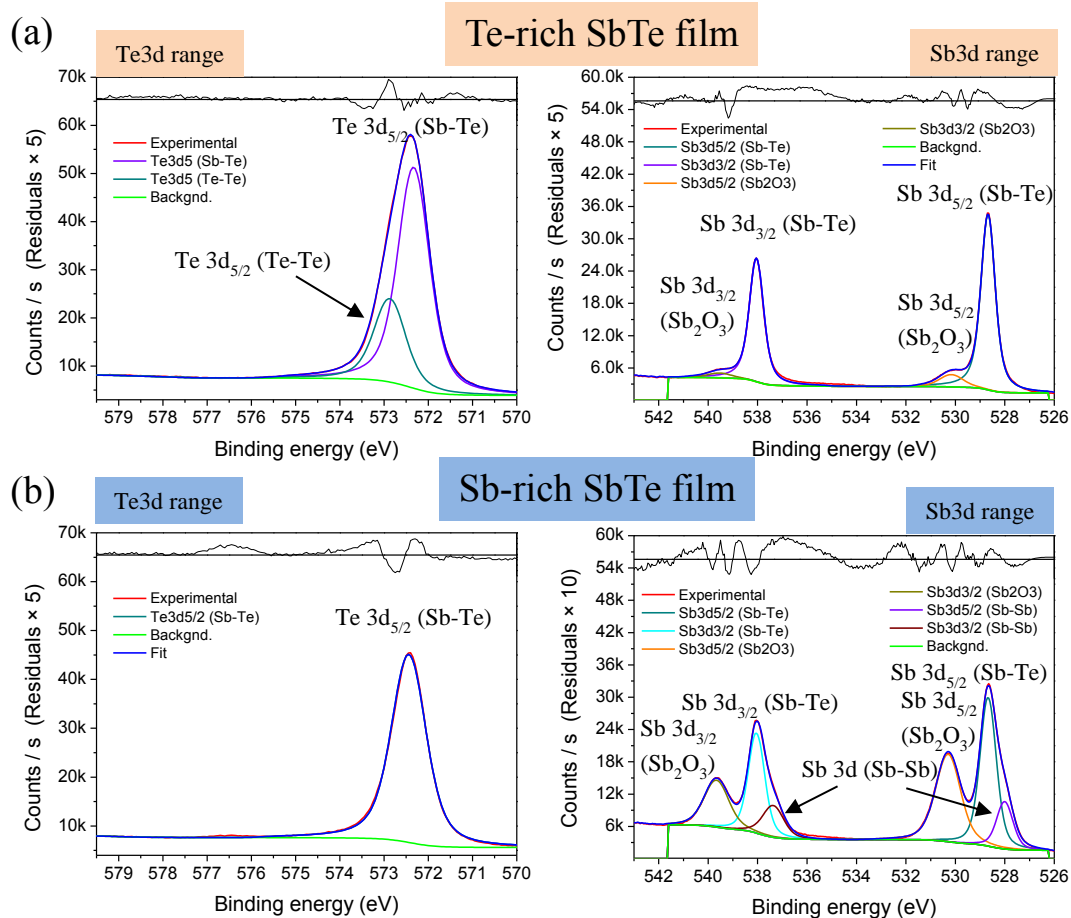 (a)
Te-rich SbTe film
Te3d range
Sb3d range
70k
60k
50k
40k
30k
20k
10k
Counts / s (Residuals × 5)
Experimental
Te3d5 (Sb-Te)
Te3d5 (Te-Te)
Backgnd.
Te 3d5/2 (Sb-Te)
Te 3d5/2 (Te-Te)
579 578 577 576 575 574 573 572 571 570
Binding energy (eV)
60.0k
54.0k
48.0k
42.0k
36.0k
30.0k
24.0k
18.0k
12.0k
6.0k
Counts / s (Residuals × 5)
Experimental
Sb3d5/2 (Sb-Te)
Sb3d3/2 (Sb-Te)
Sb3d5/2 (Sb2O3)
Sb3d3/2 (Sb2O3)
Backgnd.
Fit
Sb 3d3/2 (Sb-Te)
Sb 3d5/2 (Sb-Te)
Sb 3d3/2
(Sb2O3)
Sb 3d5/2
(Sb2O3)
542 540 538 536 534 532 530 528 526
Binding energy (eV)
(b)
Sb-rich SbTe film
Te3d range
Sb3d range
70k
60k
50k
40k
30k
20k
10k
Counts / s (Residuals × 5)
Experimental
Te3d5/2 (Sb-Te)
Backgnd.
Fit
Te 3d5/2 (Sb-Te)
579 578 577 576 575 574 573 572 571 570
Binding energy (eV)
60k
54k
48k
42k
36k
30k
24k
18k
12k
6k
Counts / s (Residuals × 10)
Experimental
Sb3d5/2 (Sb-Te)
Sb3d3/2 (Sb-Te)
Sb3d5/2 (Sb2O3)
Sb3d3/2 (Sb2O3)
Sb3d5/2 (Sb-Sb)
Sb3d3/2 (Sb-Sb)
Backgnd.
Sb 3d5/2 (Sb-Te)
Sb 3d3/2 (Sb-Te)
Sb 3d5/2
(Sb2O3)
Sb 3d3/2
(Sb2O3)
Sb 3d (Sb-Sb)
542 540 538 536 534 532 530 528 526
Binding energy (eV)